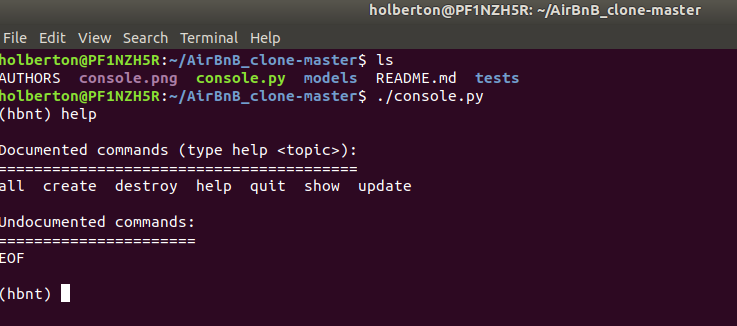 holberton@PF1NZH5R: ~/AirBnB_clone-master
File Edit View Search Terminal Help
holberton@PF1NZH5R:~/AirBnB_clone-master$ ls
AUTHORS console.png console.py models README.md tests
holberton@PF1NZH5R:~/AirBnB_clone-master$ ./console.py
(hbnt) help
Documented commands (type help <topic>):
========================================
all create destroy help quit show update
Undocumented commands:
======================
EOF
(hbnt)